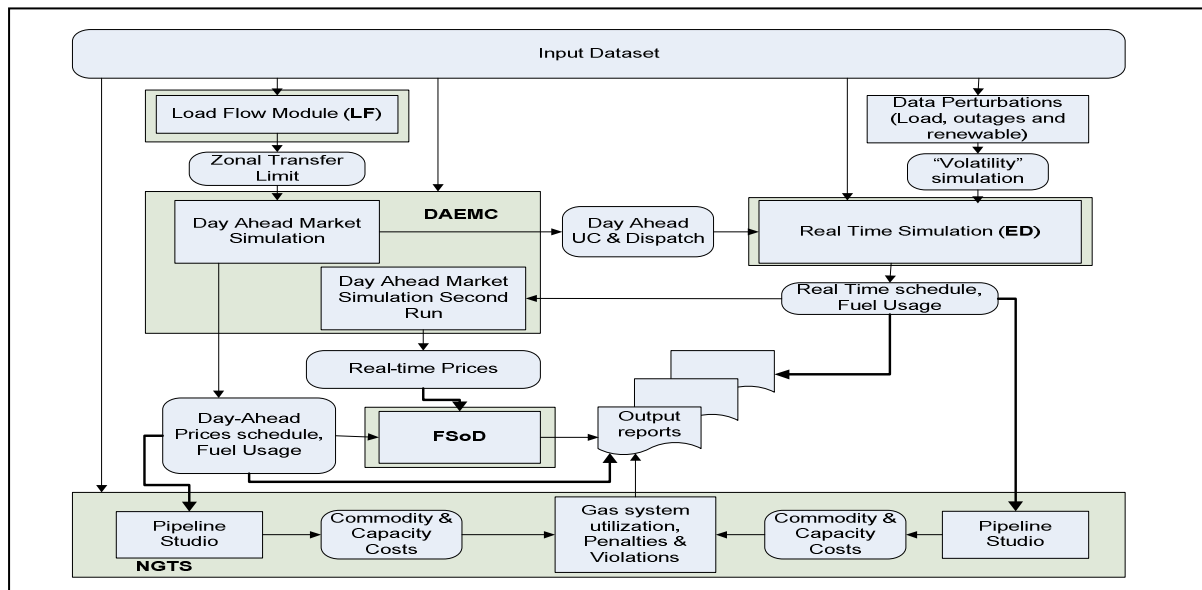 Input Dataset
Load Flow Module (LF)
Data Perturbations
(Load, outages and
renewable)
Zonal Transfer
Limit
“Volatility”
simulation
DAEMC
Day Ahead Market
Simulation
Day Ahead
UC & Dispatch
Real Time Simulation (ED)
Day Ahead Market
Simulation Second
Run
Real Time schedule,
Fuel Usage
Real-time Prices
Day-Ahead
Prices schedule,
Fuel Usage
FSoD
Output
reports
Pipeline
Studio
Commodity &
Capacity
Costs
Gas system
utilization,
Penalties &
Violations
Commodity &
Capacity
Costs
Pipeline
Studio
NGTS